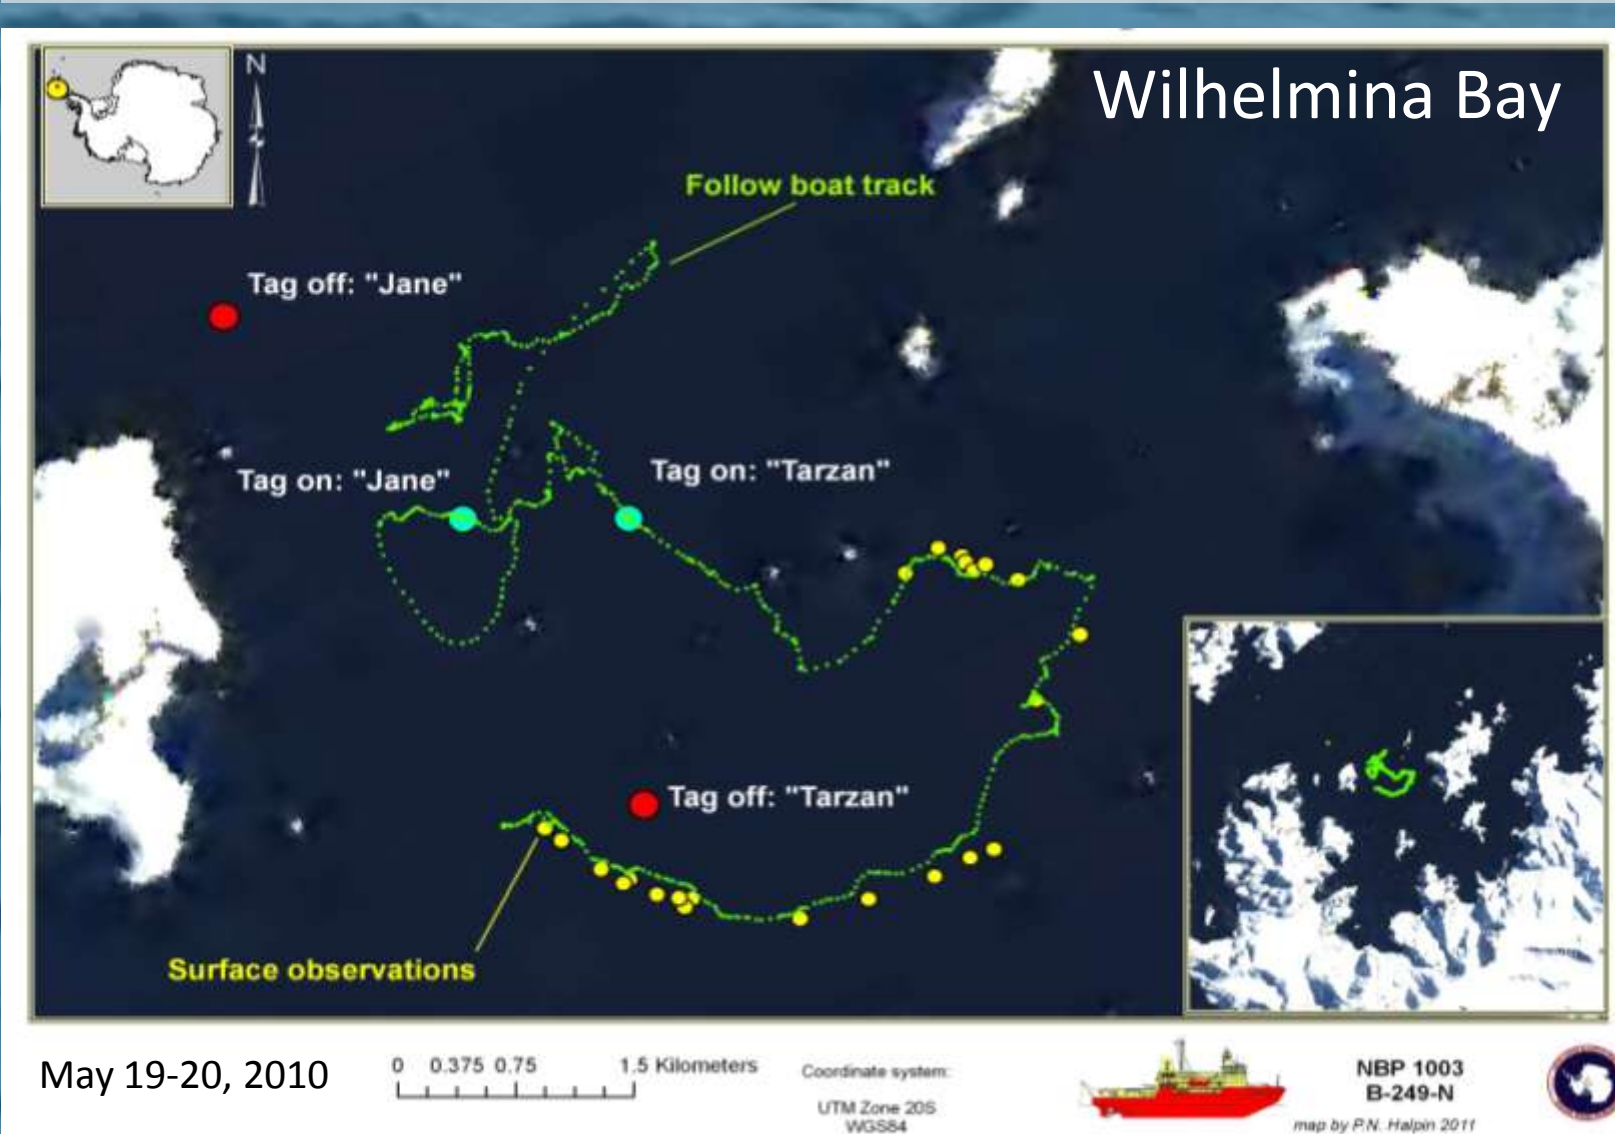 Wilhelmina Bay
N
Follow boat track
Tag off: "Jane"
Tag on: "Jane"
Tag on: "Tarzan"
Tag off: "Tarzan"
Surface observations
May 19-20, 2010
0 0.375 0.75 1.5 Kilometers
Coordinate system:
UTM Zone 20S
WGS84
NBP 1003
B-249-N
map by P.N. Halpin 2011